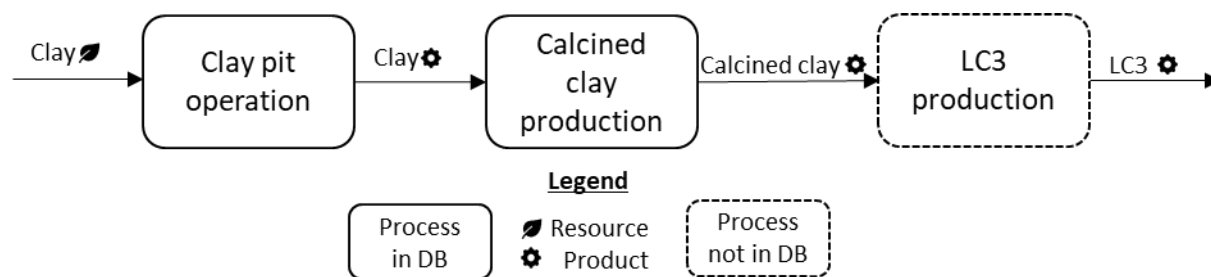 Clay
Clay pit
operation
Clay
Calcined
clay
production
Calcined clay
LC3
production
LC3
Legend
Process
in DB
Resource
Product
Process
not in DB